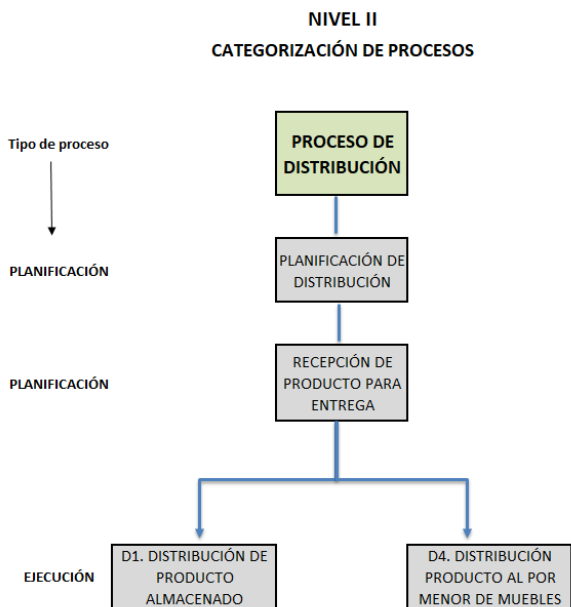 NIVEL II
CATEGORIZACIÓN DE PROCESOS
Tipo de proceso
PROCESO DE
DISTRIBUCIÓN
PLANIFICACIÓN
PLANIFICACIÓN DE
DISTRIBUCIÓN
PLANIFICACIÓN
RECEPCIÓN DE
PRODUCTO PARA
ENTREGA
EJECUCIÓN
D1. DISTRIBUCIÓN DE
PRODUCTO
ALMACENADO
D4. DISTRIBUCIÓN
PRODUCTO AL POR
MENOR DE MUEBLES